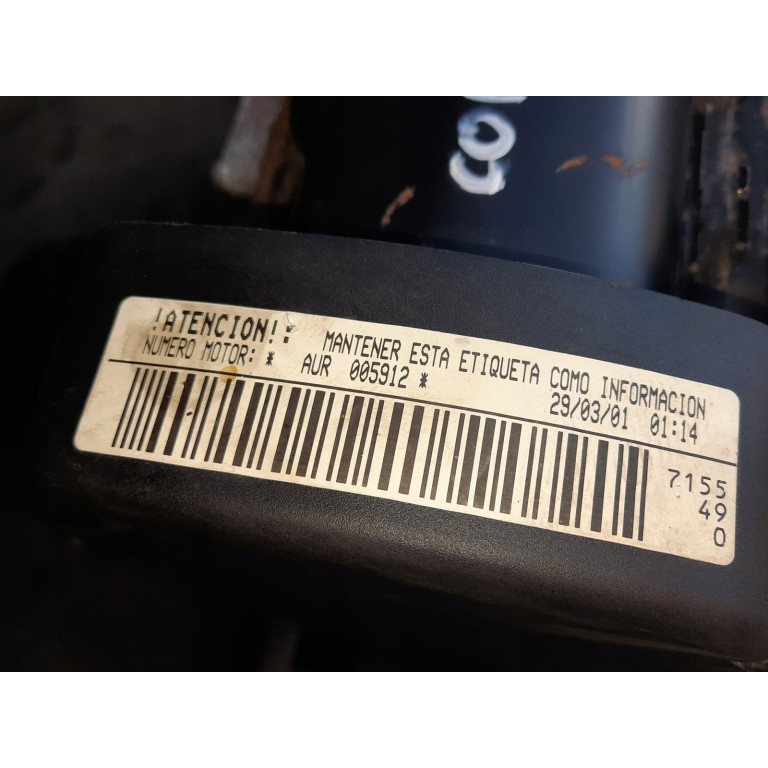 !ATENCION!: MANTENER ESTA ETIQUETA COMO INFORMACION
NUMERO MOTOR: * AUR 005912 * 29/03/01 01:14
7155
49
0